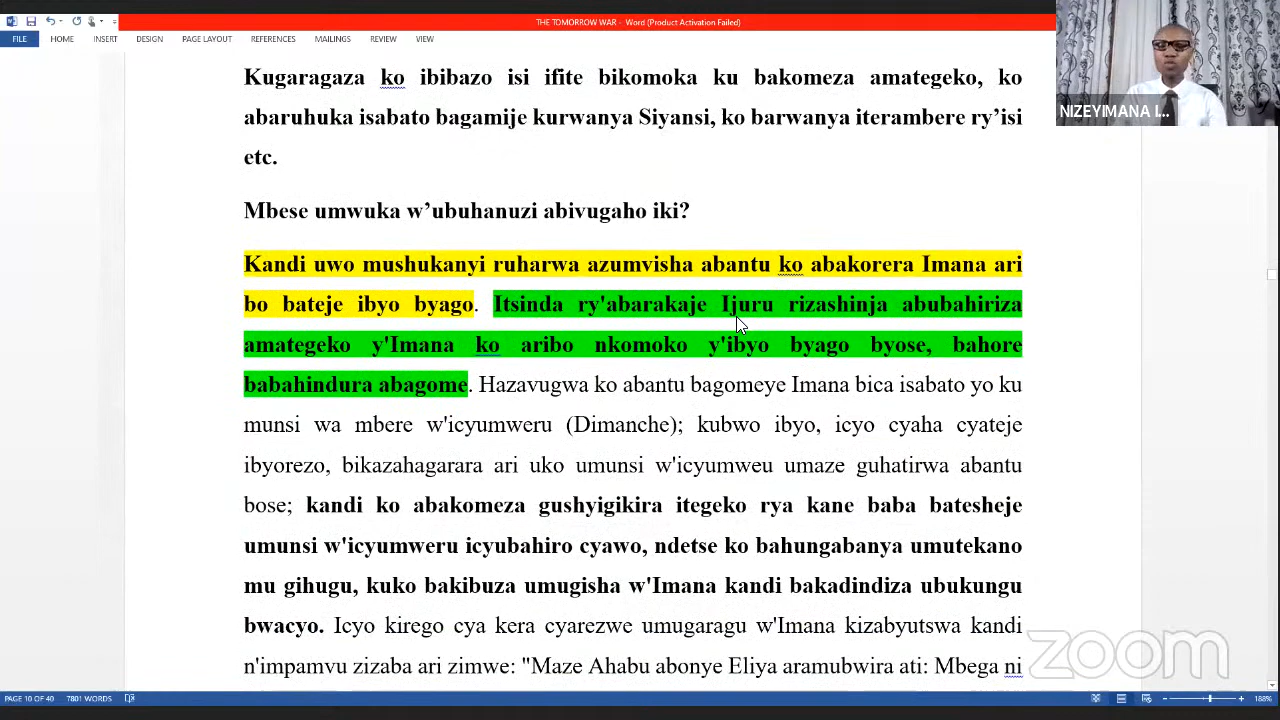 THE TOMORROW WAR - Word (Product Activation Failed)
FILE HOME INSERT DESIGN PAGE LAYOUT REFERENCES MAILINGS REVIEW VIEW
NIZEYIMANA I...
Kugaragaza ko ibibazo isi ifite bikomoka ku bakomeza amategeko, ko
abaruhuka isabato bagamije kurwanya Siyansi, ko barwanya iterambere ry’isi
etc.
Mbese umwuka w’ubuhanuzi abivugaho iki?
Kandi uwo mushukanyi ruharwa azumvisha abantu ko abakorera Imana ari
bo bateje ibyo byago. Itsinda ry'abarakaje Ijuru rizashinja abubahiriza
amategeko y'Imana ko aribo nkomoko y'ibyo byago byose, bahore
babahindura abagome. Hazavugwa ko abantu bagomeye Imana bica isabato yo ku
munsi wa mbere w'icyumweru (Dimanche); kubwo ibyo, icyo cyaha cyateje
ibyorezo, bikazahagarara ari uko umunsi w'icyumweu umaze guhatirwa abantu
bose; kandi ko abakomeza gushyigikira itegeko rya kane baba batesheje
umunsi w'icyumweru icyubahiro cyawo, ndetse ko bahungabanya umutekano
mu gihugu, kuko bakibuza umugisha w'Imana kandi bakadindiza ubukungu
bwacyo. Icyo kirego cya kera cyarezwe umugaragu w'Imana kizabyutswa kandi
n'impamvu zizaba ari zimwe: "Maze Ahabu abonye Eliya aramubwira ati: Mbega ni
zoom
PAGE 10 OF 40 7801 WORDS 188%